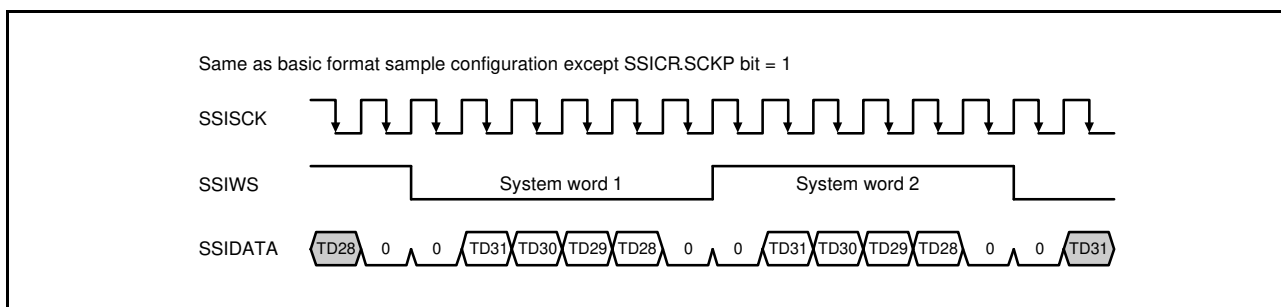 Same as basic format sample configuration except SSICR.SCKP bit = 1
SSISCK
SSIWS System word 1 System word 2
SSIDATA TD28 0 0 TD31 TD30 TD29 TD28 0 0 TD31 TD30 TD29 TD28 0 0 TD31